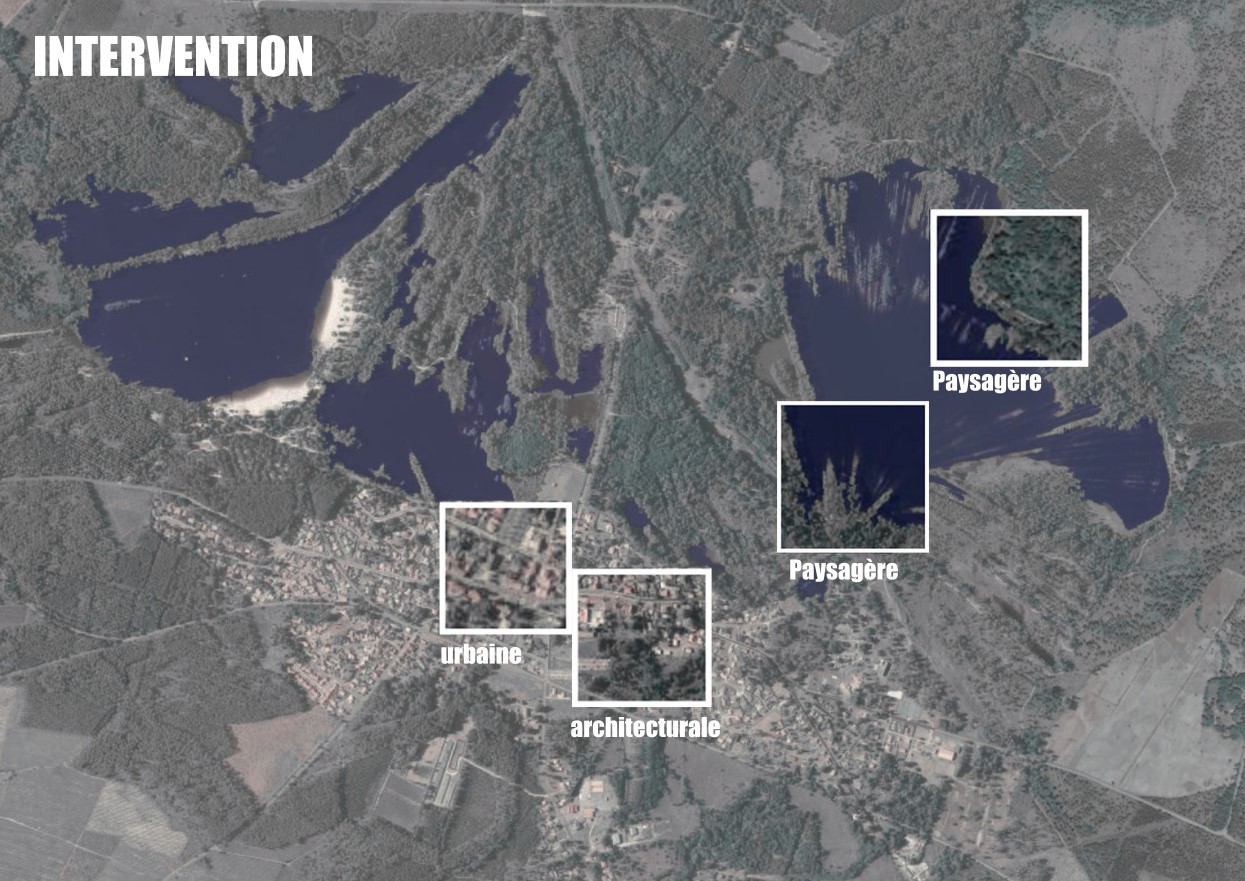 INTERVENTION
Paysagère
Paysagère
urbaine
architecturale